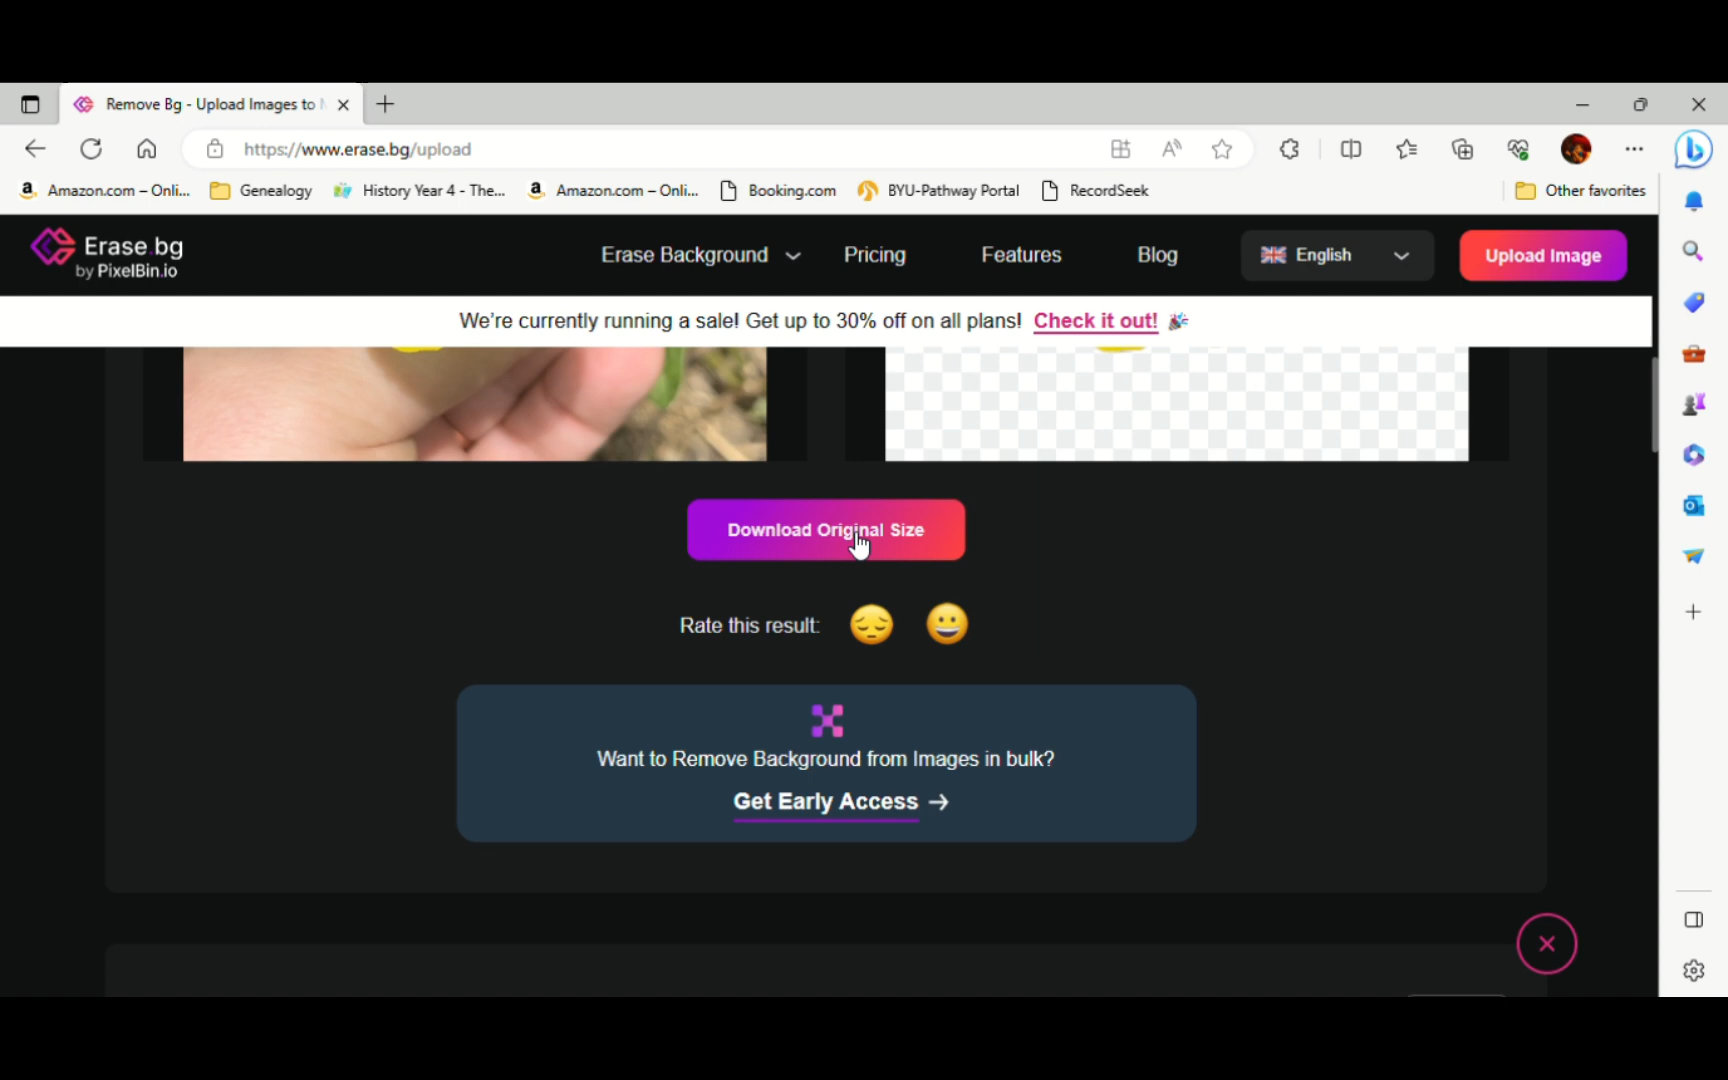 Remove Bg - Upload Images to
https://www.erase.bg/upload
Amazon.com – Onli... Genealogy History Year 4 - The... Amazon.com – Onli... Booking.com BYU-Pathway Portal RecordSeek Other favorites
Erase.bg
by PixelBin.io
Erase Background Pricing Features Blog English Upload Image
We're currently running a sale! Get up to 30% off on all plans! Check it out!
Download Original Size
Rate this result:
Want to Remove Background from Images in bulk?
Get Early Access →